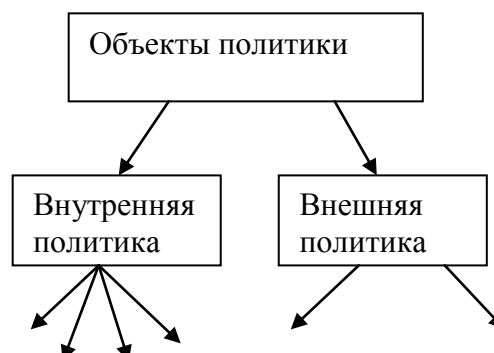 Объекты политики
Внутренняя
политика
Внешняя
политика